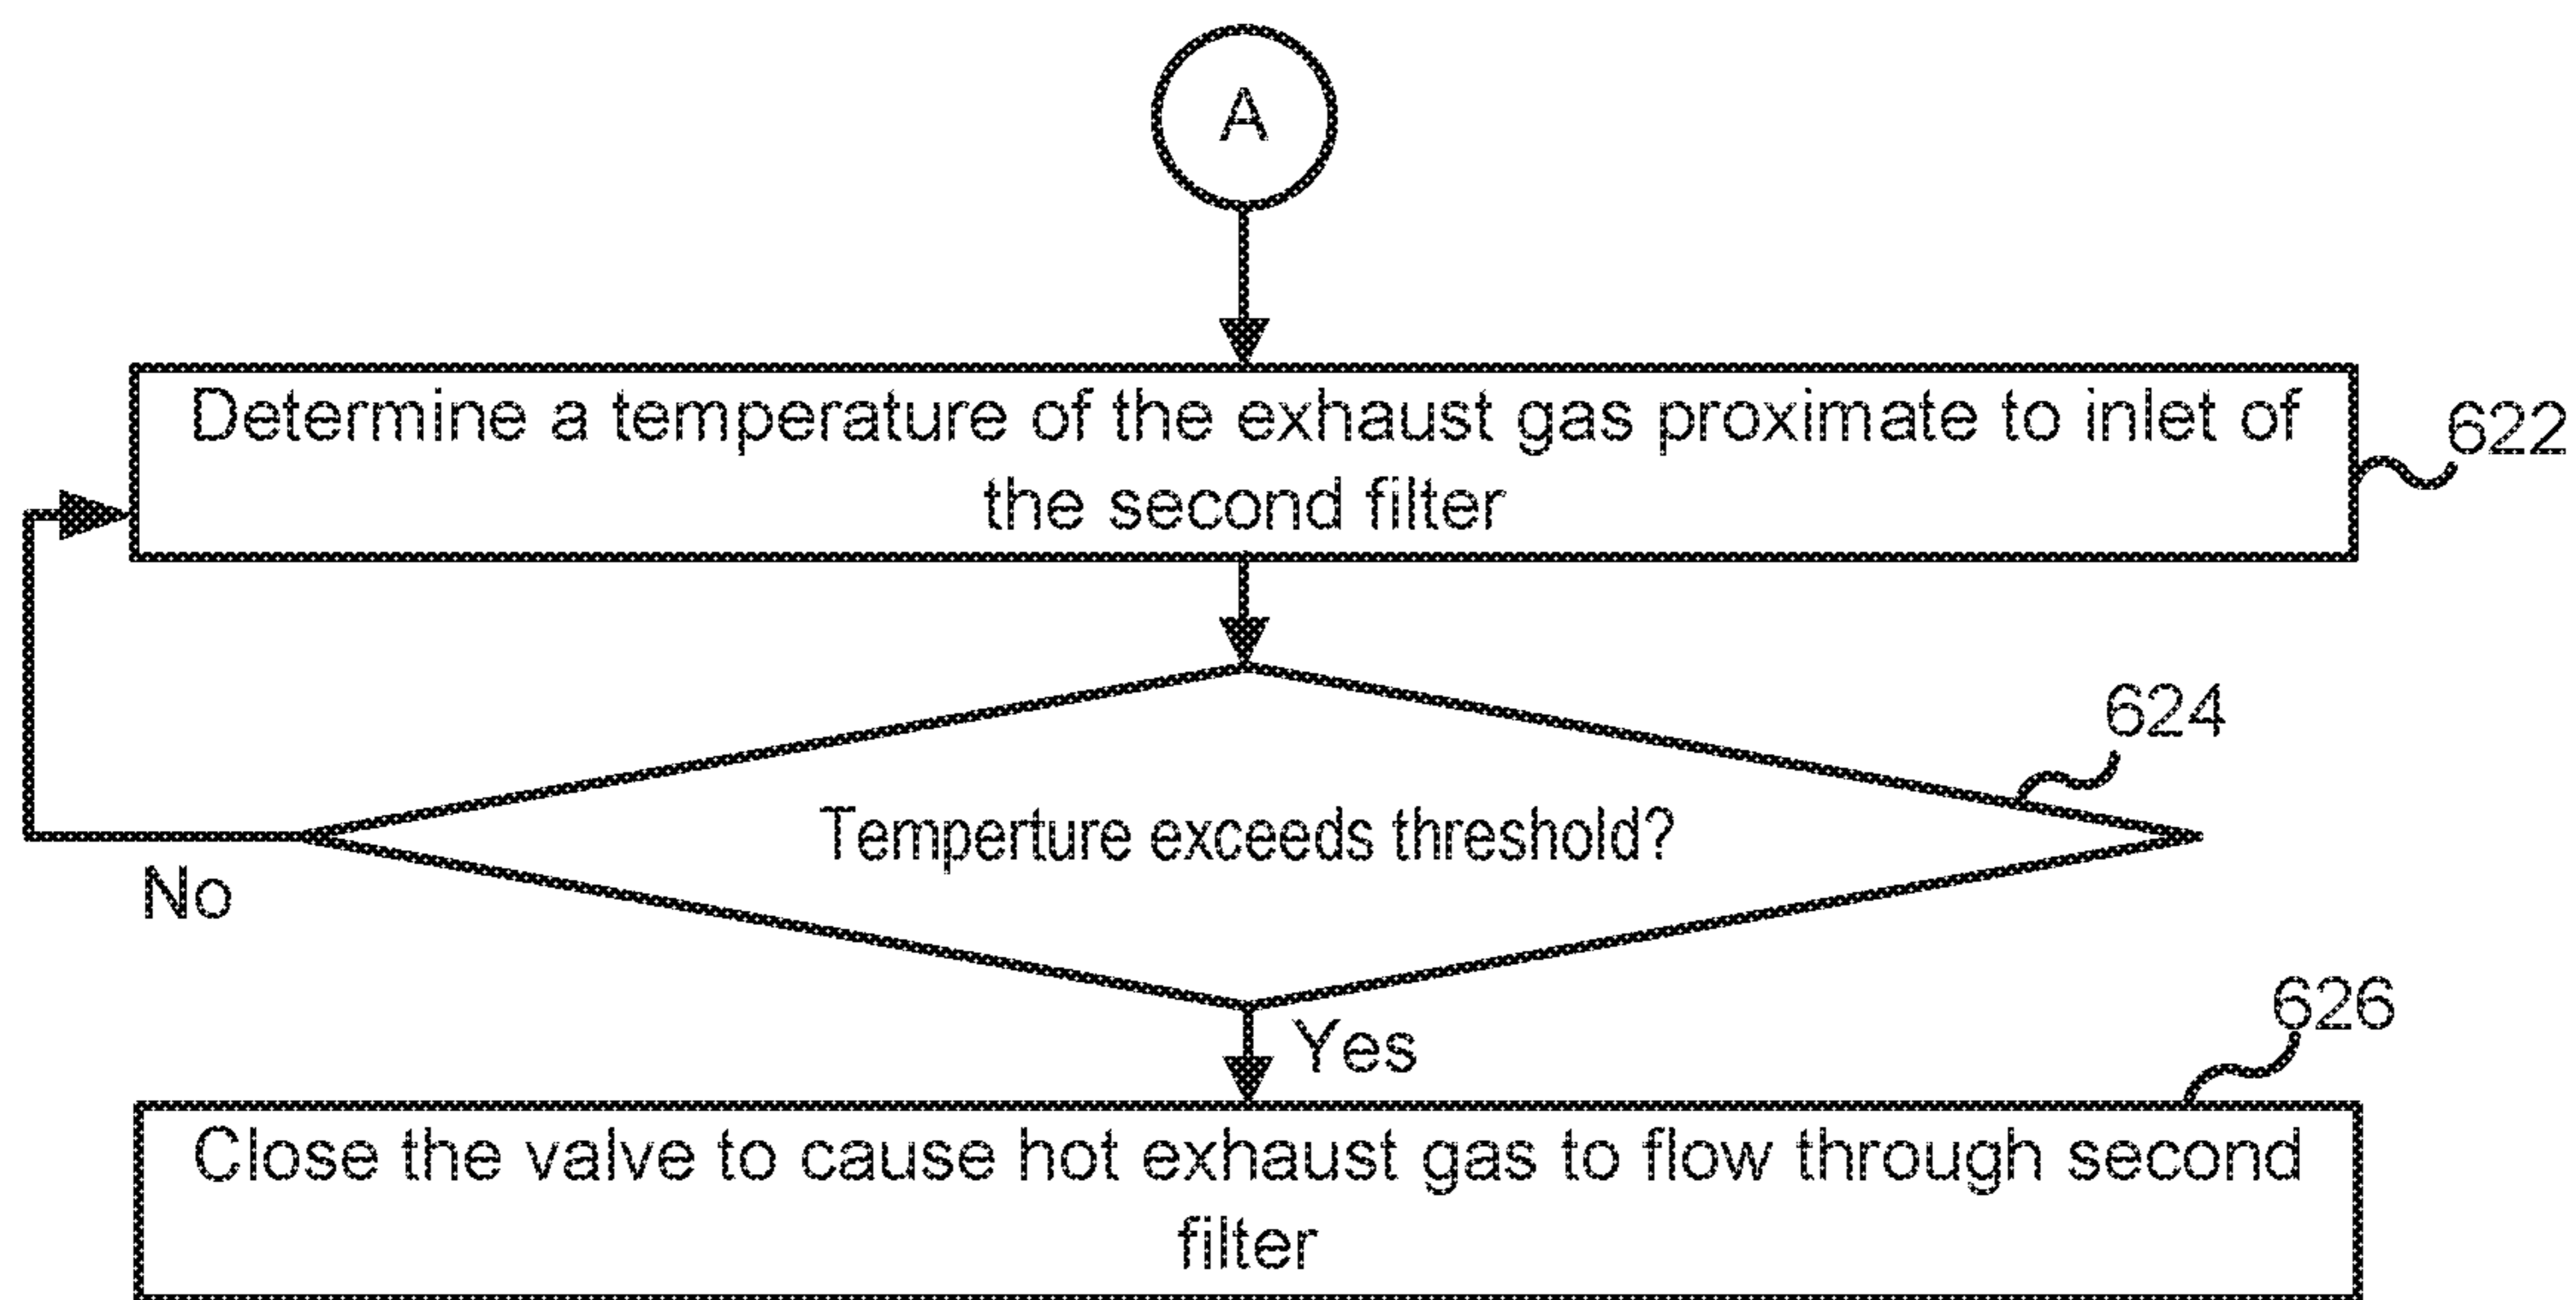 A
Determine a temperature of the exhaust gas proximate to inlet of
the second filter
622
624
Temperture exceeds threshold?
No
Yes
626
Close the valve to cause hot exhaust gas to flow through second
filter